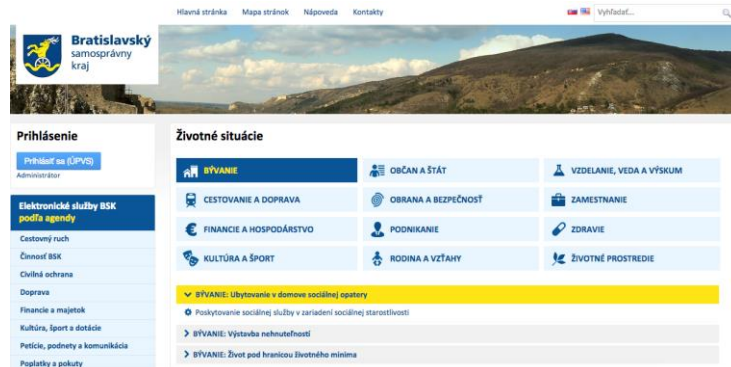 Hlavná stránka Mapa stránok Nápoveda Kontakty
Vyhľadať...
Bratislavský
samosprávny
kraj
Prihlásenie
Prihlásiť sa (ÚPVS)
Administrátor
Elektronické služby BSK
podľa agendy
Cestovný ruch
Činnosť BSK
Civilná ochrana
Doprava
Financie a majetok
Kultúra, šport a dotácie
Petície, podnety a komunikácia
Poplatky a pokuty
Životné situácie
BÝVANIE
OBČAN A ŠTÁT
VZDELANIE, VEDA A VÝSKUM
CESTOVANIE A DOPRAVA
OBRANA A BEZPEČNOSŤ
ZAMESTNANIE
FINANCIE A HOSPODÁRSTVO
PODNIKANIE
ZDRAVIE
KULTÚRA A ŠPORT
RODINA A VZŤAHY
ŽIVOTNÉ PROSTREDIE
BÝVANIE: Ubytovanie v domove sociálnej opatery
Poskytovanie sociálnej služby v zariadení sociálnej starostlivosti
BÝVANIE: Výstavba nehnuteľností
BÝVANIE: Život pod hranicou životného minima